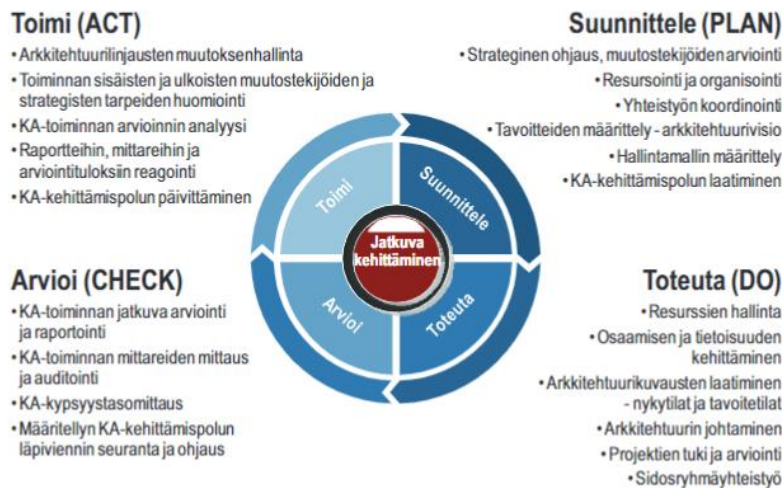 Toimi (ACT)
• Arkkitehtuurilinjausten muutoksenhallinta
• Toiminnan sisäisten ja ulkoisten muutostekijöiden ja
strategisten tarpeiden huomiointi
• KA-toiminnan arvioinnin analyysi
• Raportteihin, mittareihin ja
arviointituloksiin reagointi
• KA-kehittämispolun päivittäminen
Suunnittele (PLAN)
• Strateginen ohjaus, muutostekijöiden arviointi
• Resursointi ja organisointi
• Yhteistyön koordinointi
• Tavoitteiden määrittely - arkkitehtuurivisio
• Hallintamallin määrittely
• KA-kehittämispolun laatiminen
Toimi
Suunnittele
Jatkuva
kehittäminen
Arvioi
Toteuta
Arvioi (CHECK)
• KA-toiminnan jatkuva arviointi
ja raportointi
• KA-toiminnan mittareiden mittaus
ja auditointi
• KA-kypsyystasomittaus
• Määritellyn KA-kehittämispolun
läpiviennin seuranta ja ohjaus
Toteuta (DO)
• Resurssien hallinta
• Osaamisen ja tietoisuuden
kehittäminen
• Arkkitehtuurikuvausten laatiminen
- nykytilat ja tavoitetilat
• Arkkitehtuurin johtaminen
• Projektien tuki ja arviointi
• Sidosryhmäyhteistyö